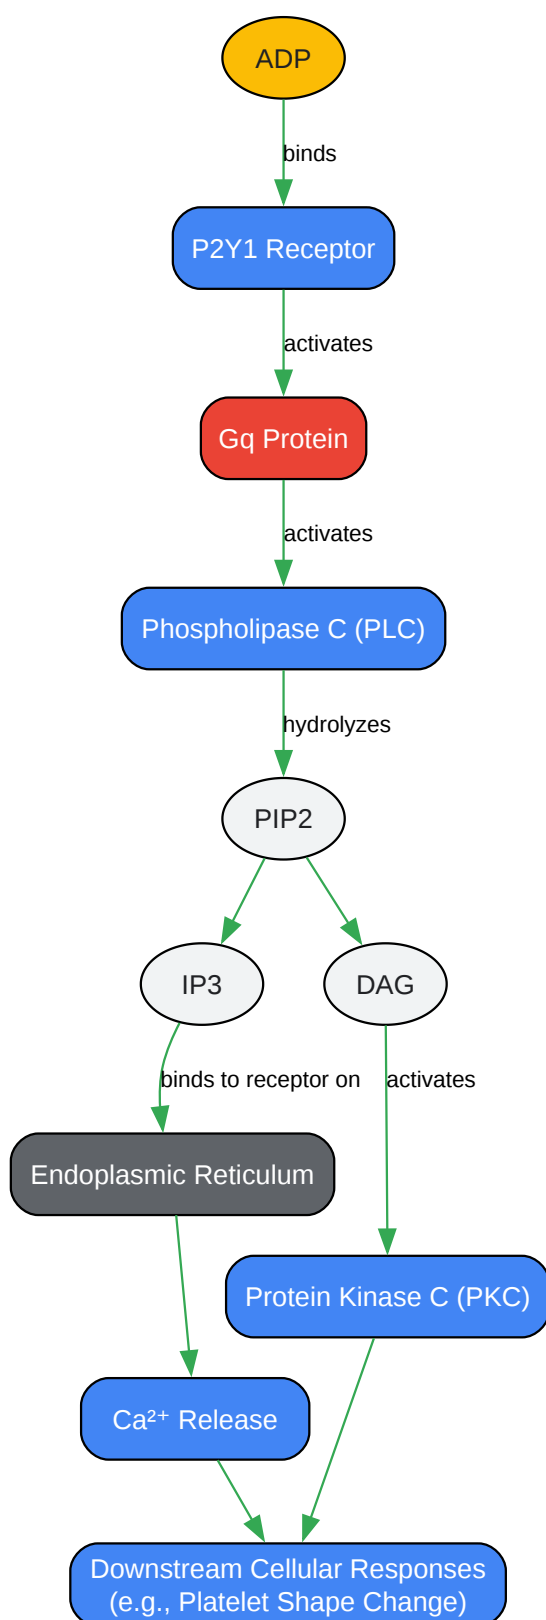 ADP
binds
P2Y1 Receptor
activates
Gq Protein
activates
Phospholipase C (PLC)
hydrolyzes
PIP2
IP3
DAG
binds to receptor on
activates
Endoplasmic Reticulum
Protein Kinase C (PKC)
Ca²⁺ Release
Downstream Cellular Responses
(e.g., Platelet Shape Change)